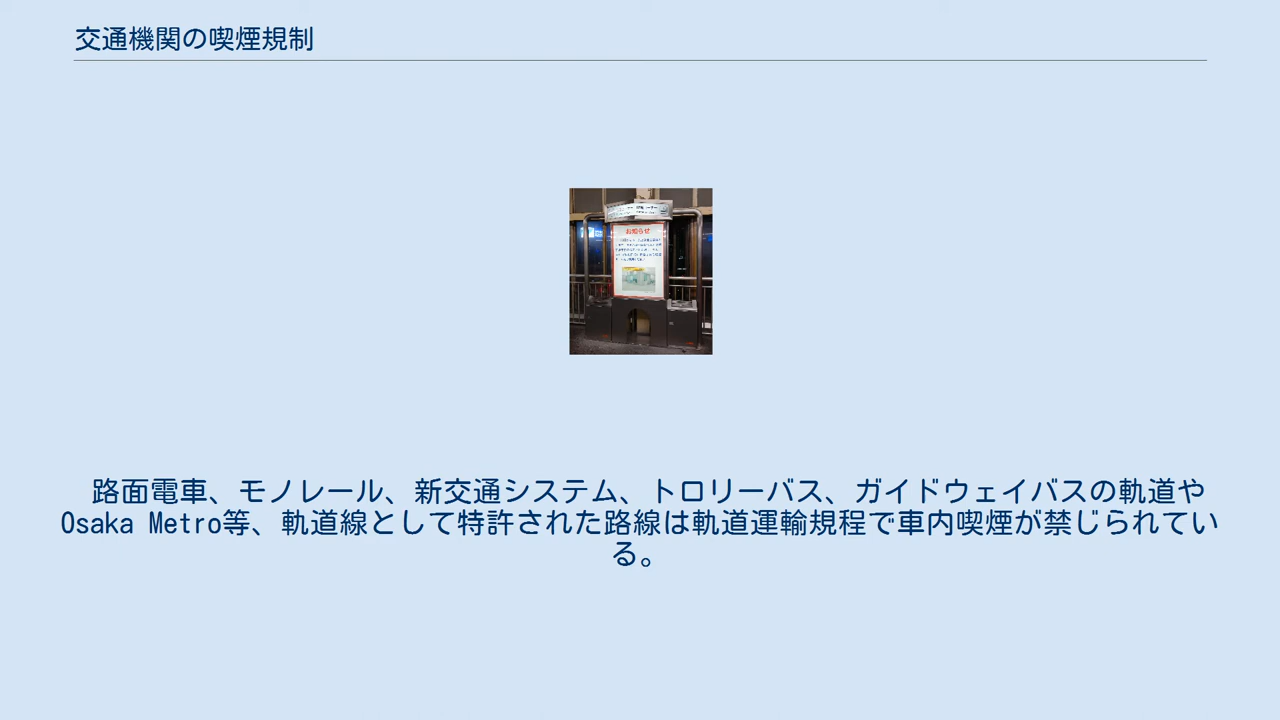 交通機関の喫煙規制
お知らせ
路面電車、モノレール、新交通システム、トロリーバス、ガイドウェイバスの軌道や
Osaka Metro等、軌道線として特許された路線は軌道運輸規程で車内喫煙が禁じられてい
る。